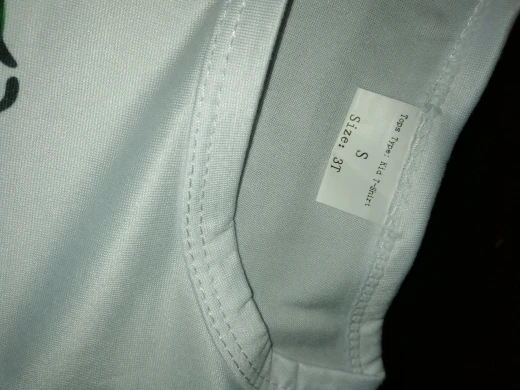 Tops Type: Kid T-Shirt
S
Size: 3T